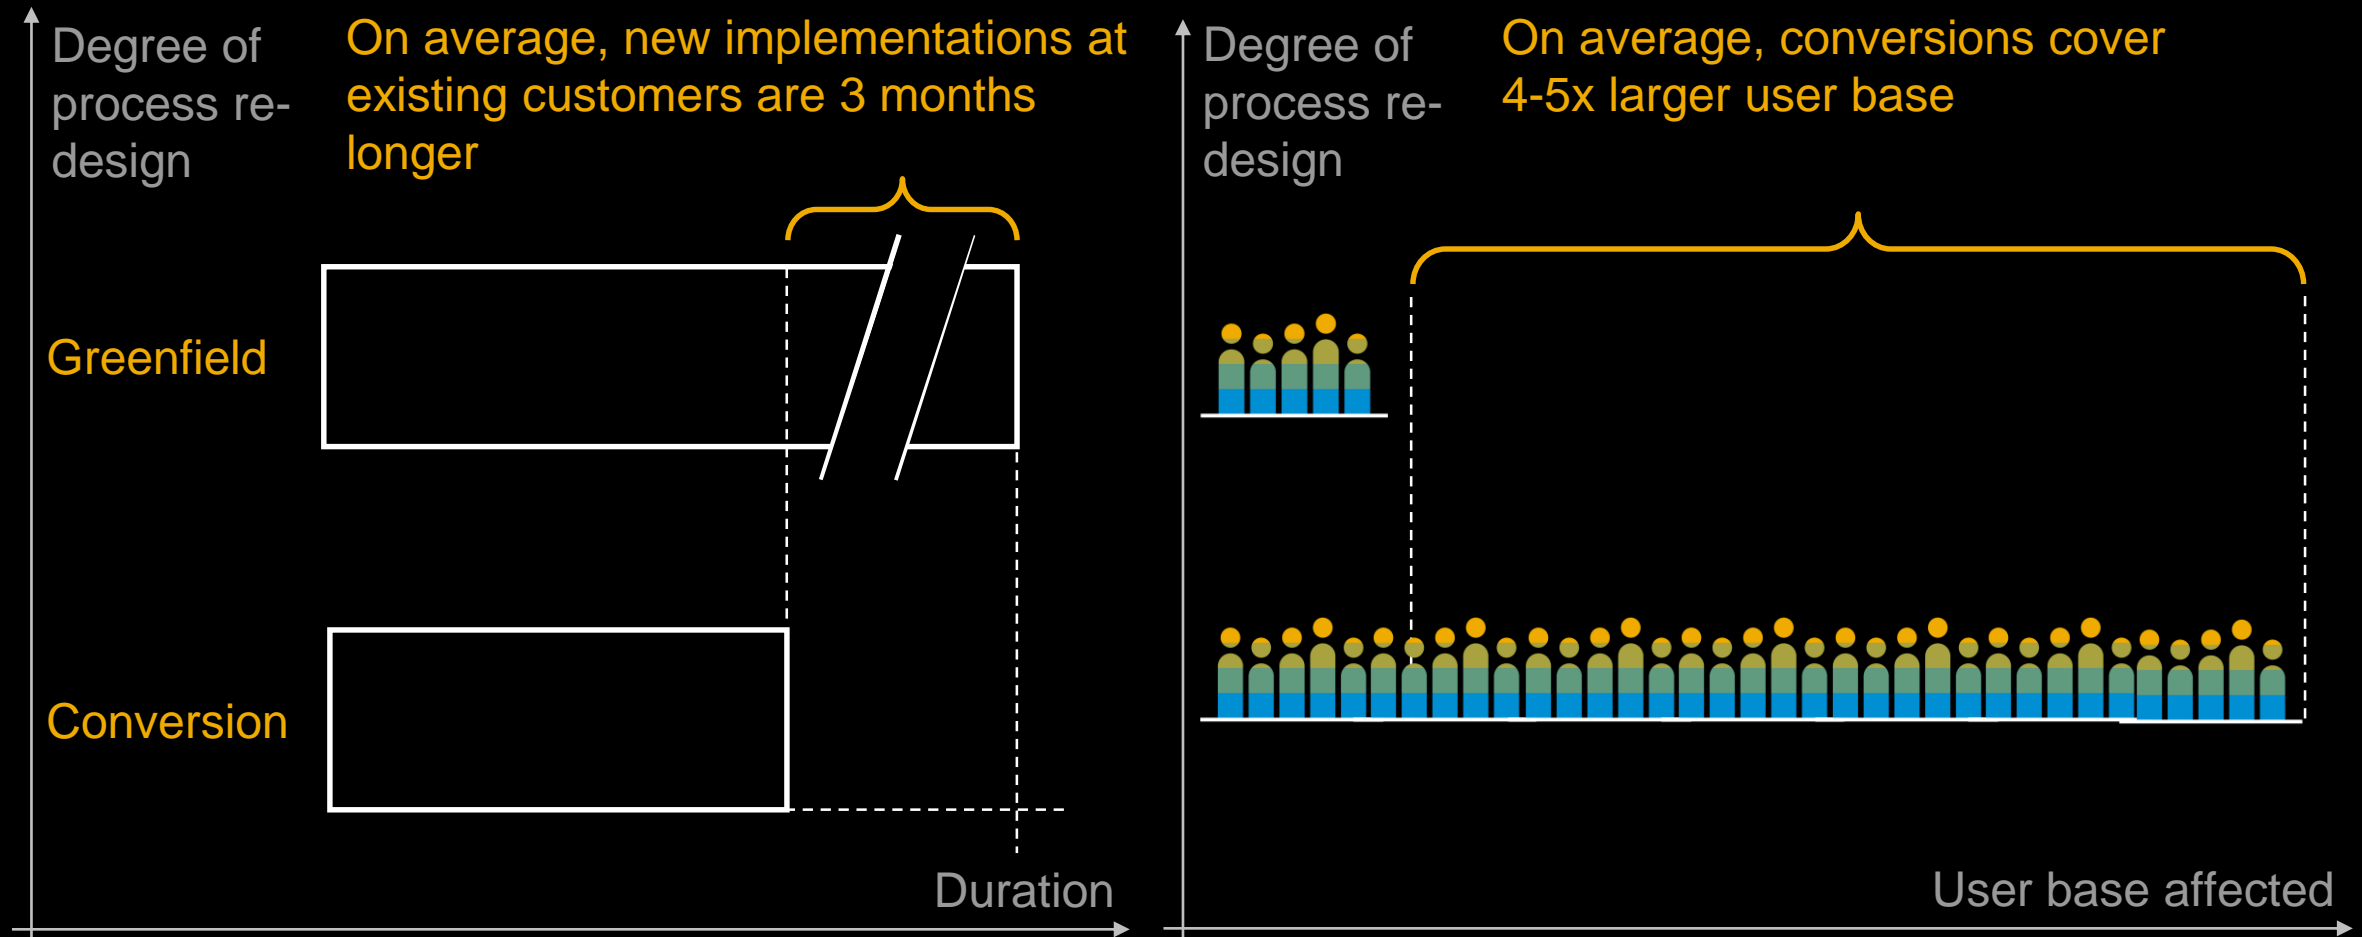 Degree of
process re-
design
On average, new implementations at
existing customers are 3 months
longer
Greenfield
Conversion
Duration
Degree of
process re-
design
On average, conversions cover
4-5x larger user base
User base affected